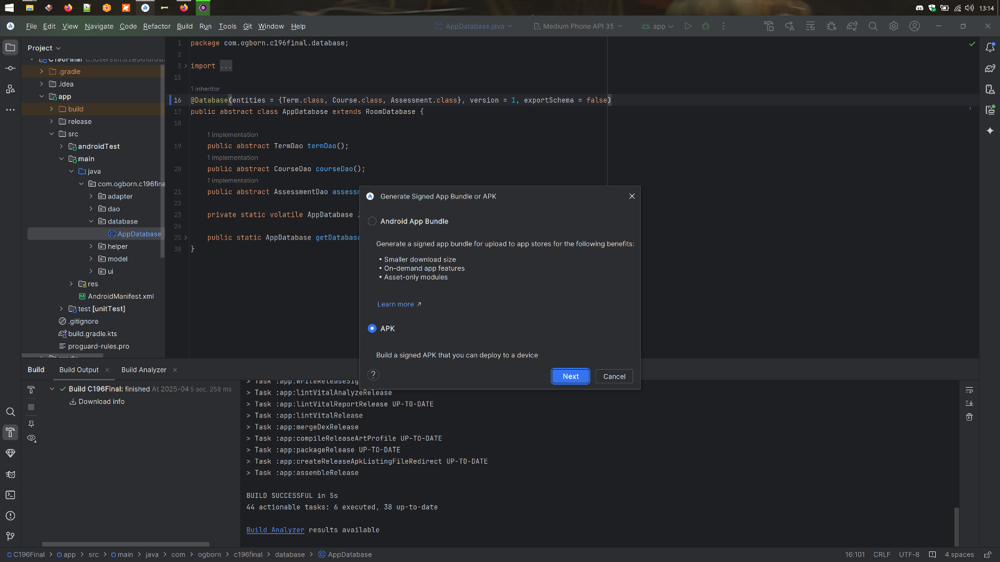 13:14
File Edit View Navigate Code Refactor Build Run Tools Git Window Help
AppDatabase.java
Medium Phone API 35
app
Project
C196Final
.gradle
.idea
app
build
release
src
androidTest
main
java
com.ogborn.c196fina
adapter
dao
database
AppDatabase
helper
model
ui
res
AndroidManifest.xml
test [unitTest]
.gitignore
build.gradle.kts
proguard-rules.pro
1 package com.ogborn.c196final.database;
2
3 import ...
15
1 inheritor
16 @Database(entities = {Term.class, Course.class, Assessment.class}, version = 1, exportSchema = false)
17 public abstract class AppDatabase extends RoomDatabase {
18
1 implementation
19 public abstract TermDao termDao();
1 implementation
20 public abstract CourseDao courseDao();
1 implementation
21 public abstract AssessmentDao assessm
22
23 private static volatile AppDatabase
24
25 public static AppDatabase getDatabase
38 }
Generate Signed App Bundle or APK
Android App Bundle
Generate a signed app bundle for upload to app stores for the following benefits:
• Smaller download size
• On-demand app features
• Asset-only modules
Learn more ↗
APK
Build a signed APK that you can deploy to a device
? Next Cancel
Build Build Output Build Analyzer
Build C196Final: finished At 2025-04 5 sec, 258 ms
Download info
> Task :app:writeReleaseSig
> Task :app:lintVitalAnalyzeRelease
> Task :app:lintVitalReportRelease UP-TO-DATE
> Task :app:lintVitalRelease
> Task :app:mergeDexRelease
> Task :app:compileReleaseArtProfile UP-TO-DATE
> Task :app:packageRelease UP-TO-DATE
> Task :app:createReleaseApkListingFileRedirect UP-TO-DATE
> Task :app:assembleRelease
BUILD SUCCESSFUL in 5s
44 actionable tasks: 6 executed, 38 up-to-date
Build Analyzer results available
C196Final > app > src > main > java > com > ogborn > c196final > database > AppDatabase
16:101 CRLF UTF-8 4 spaces